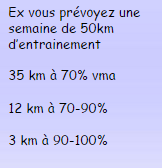 Ex vous prévoyez une
semaine de 50km
d'entrainement
35 km à 70% vma
12 km à 70-90%
3 km à 90-100%